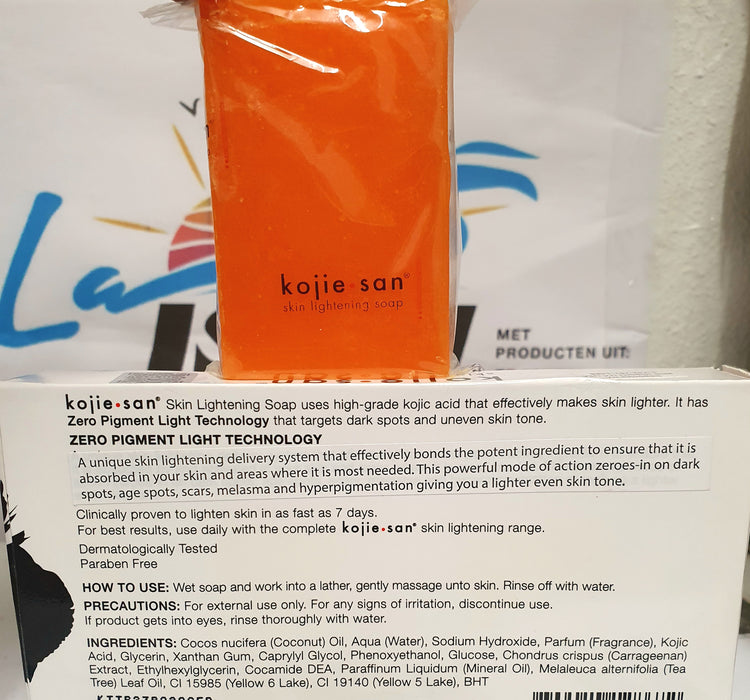 kojie•san®
skin lightening soap
MET
PRODUCTEN UIT:
kojie•san® Skin Lightening Soap uses high-grade kojic acid that effectively makes skin lighter. It has
Zero Pigment Light Technology that targets dark spots and uneven skin tone.
ZERO PIGMENT LIGHT TECHNOLOGY
A unique skin lightening delivery system that effectively bonds the potent ingredient to ensure that it is
absorbed in your skin and areas where it is most needed. This powerful mode of action zeroes-in on dark
spots, age spots, scars, melasma and hyperpigmentation giving you a lighter even skin tone.
Clinically proven to lighten skin in as fast as 7 days.
For best results, use daily with the complete kojie•san® skin lightening range.
Dermatologically Tested
Paraben Free
HOW TO USE: Wet soap and work into a lather, gently massage unto skin. Rinse off with water.
PRECAUTIONS: For external use only. For any signs of irritation, discontinue use.
If product gets into eyes, rinse thoroughly with water.
INGREDIENTS: Cocos nucifera (Coconut) Oil, Aqua (Water), Sodium Hydroxide, Parfum (Fragrance), Kojic
Acid, Glycerin, Xanthan Gum, Caprylyl Glycol, Phenoxyethanol, Glucose, Chondrus crispus (Carrageenan)
Extract, Ethylhexylglycerin, Cocamide DEA, Paraffinum Liquidum (Mineral Oil), Melaleuca alternifolia (Tea
Tree) Leaf Oil, CI 15985 (Yellow 6 Lake), CI 19140 (Yellow 5 Lake), BHT